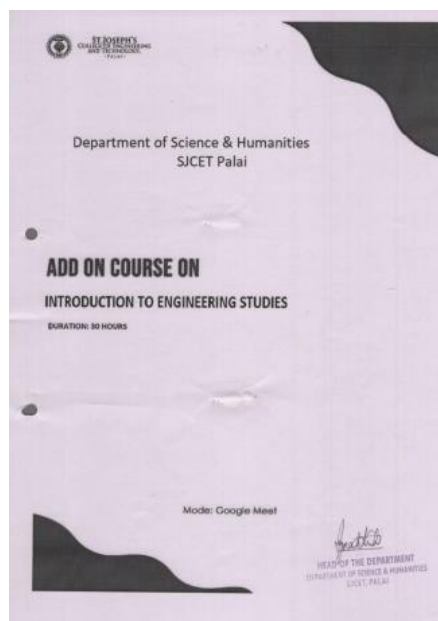 ST.JOSEPH'S
COLLEGE OF ENGINEERING
AND TECHNOLOGY,
- PALAI -
Department of Science & Humanities
SJCET Palai
ADD ON COURSE ON
INTRODUCTION TO ENGINEERING STUDIES
DURATION: 30 HOURS
Mode: Google Meet
HEAD OF THE DEPARTMENT
DEPARTMENT OF SCIENCE & HUMANITIES
SJCET, PALAI